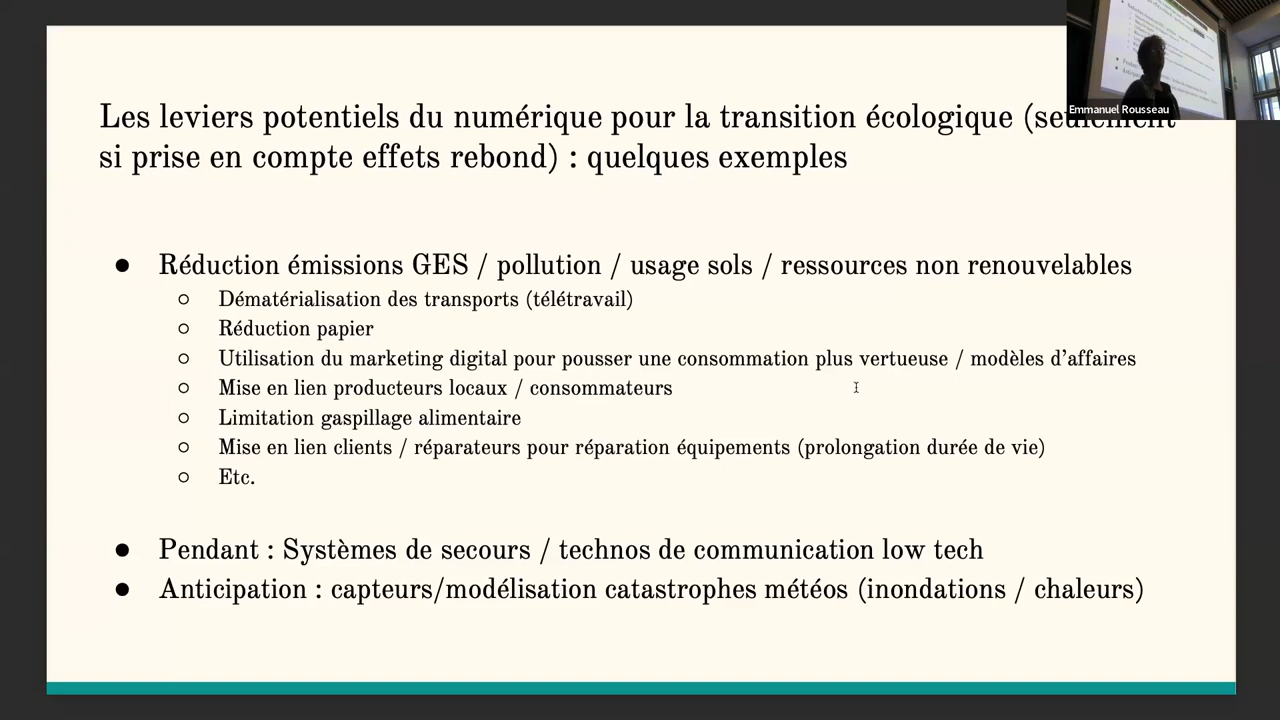 Les leviers potentiels du numérique pour la transition écologique (seulement
si prise en compte effets rebond) : quelques exemples
Emmanuel Rousseau
● Réduction émissions GES / pollution / usage sols / ressources non renouvelables
○ Dématérialisation des transports (télétravail)
○ Réduction papier
○ Utilisation du marketing digital pour pousser une consommation plus vertueuse / modèles d’affaires
○ Mise en lien producteurs locaux / consommateurs
○ Limitation gaspillage alimentaire
○ Mise en lien clients / réparateurs pour réparation équipements (prolongation durée de vie)
○ Etc.
● Pendant : Systèmes de secours / technos de communication low tech
● Anticipation : capteurs/modélisation catastrophes météos (inondations / chaleurs)